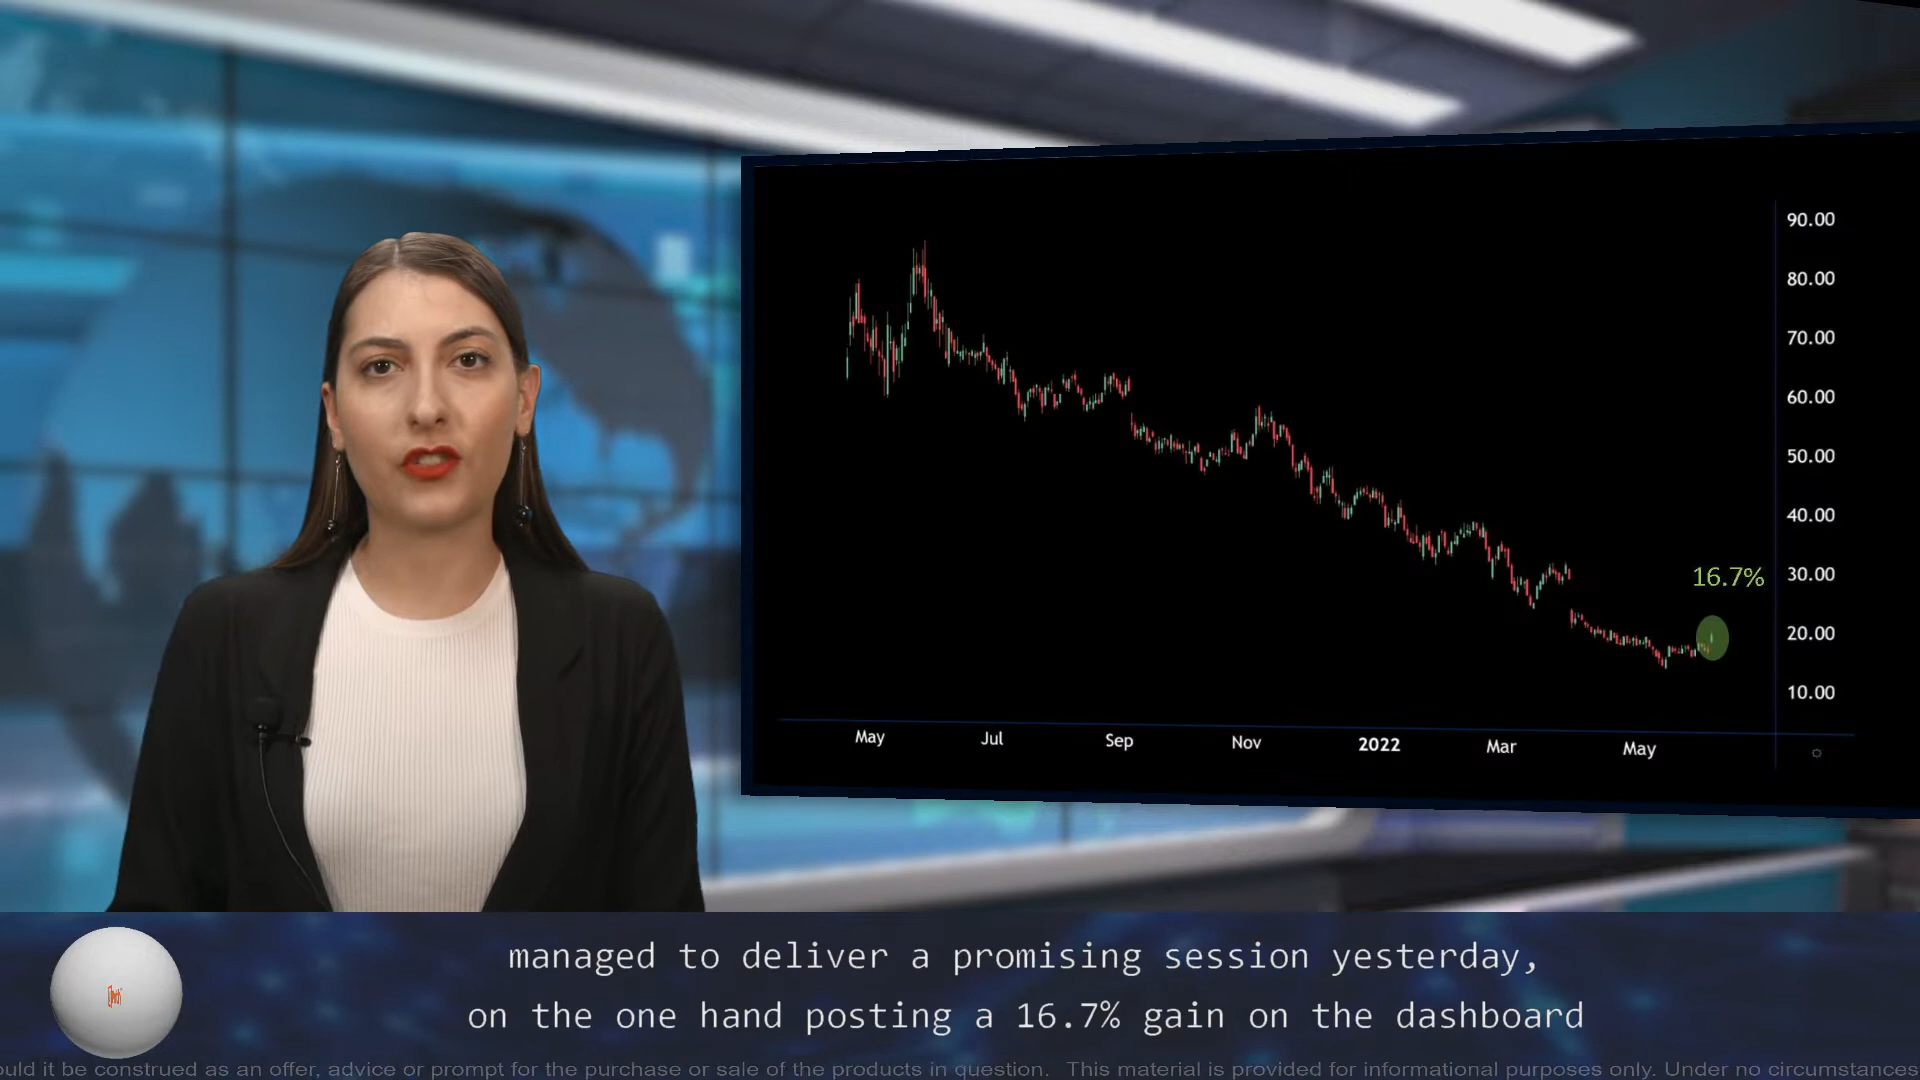 90.00
80.00
70.00
60.00
50.00
40.00
16.7% 30.00
20.00
10.00
May Jul Sep Nov 2022 Mar May
managed to deliver a promising session yesterday,
on the one hand posting a 16.7% gain on the dashboard
ould it be construed as an offer, advice or prompt for the purchase or sale of the products in question. This material is provided for informational purposes only. Under no circumstances